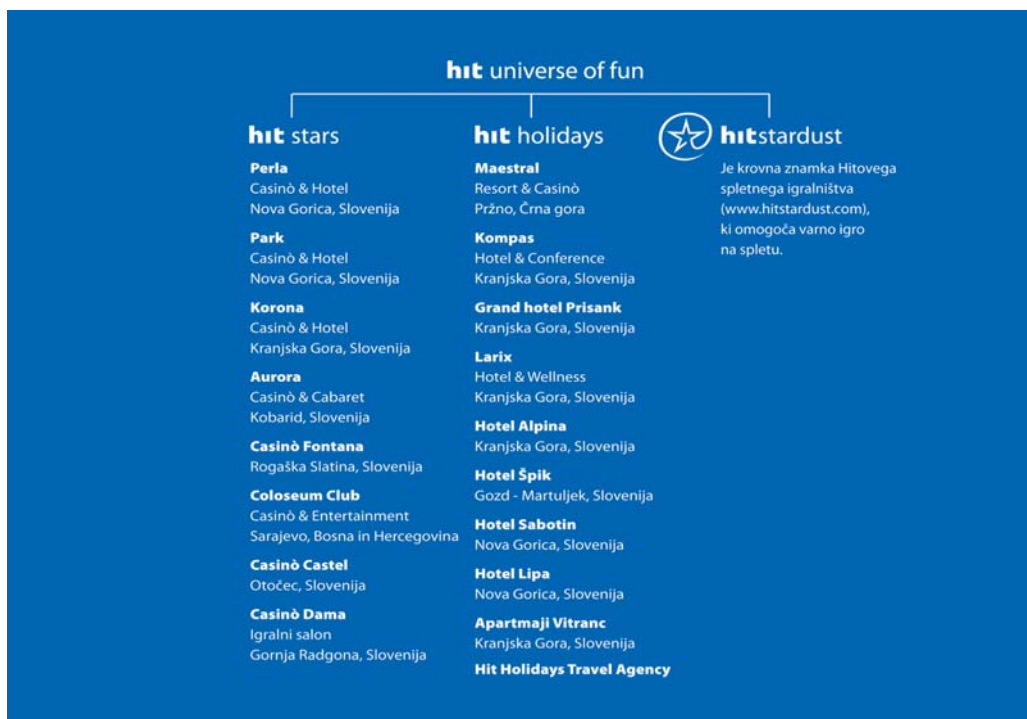 hıt universe of fun
hıt stars
Perla
Casinò & Hotel
Nova Gorica, Slovenija
Park
Casinò & Hotel
Nova Gorica, Slovenija
Korona
Casinò & Hotel
Kranjska Gora, Slovenija
Aurora
Casinò & Cabaret
Kobarid, Slovenija
Casinò Fontana
Rogaška Slatina, Slovenija
Coloseum Club
Casinò & Entertainment
Sarajevo, Bosna in Hercegovina
Casinò Castel
Otočec, Slovenija
Casinò Dama
Igralni salon
Gornja Radgona, Slovenija
hıt holidays
Maestral
Resort & Casinò
Pržno, Črna gora
Kompas
Hotel & Conference
Kranjska Gora, Slovenija
Grand hotel Prisank
Kranjska Gora, Slovenija
Larix
Hotel & Wellness
Kranjska Gora, Slovenija
Hotel Alpina
Kranjska Gora, Slovenija
Hotel Špik
Gozd - Martuljek, Slovenija
Hotel Sabotin
Nova Gorica, Slovenija
Hotel Lipa
Nova Gorica, Slovenija
Apartmaji Vitranc
Kranjska Gora, Slovenija
Hit Holidays Travel Agency
hıtstardust
Je krovna znamka Hitovega
spletnega igralništva
(www.hitstardust.com),
ki omogoča varno igro
na spletu.